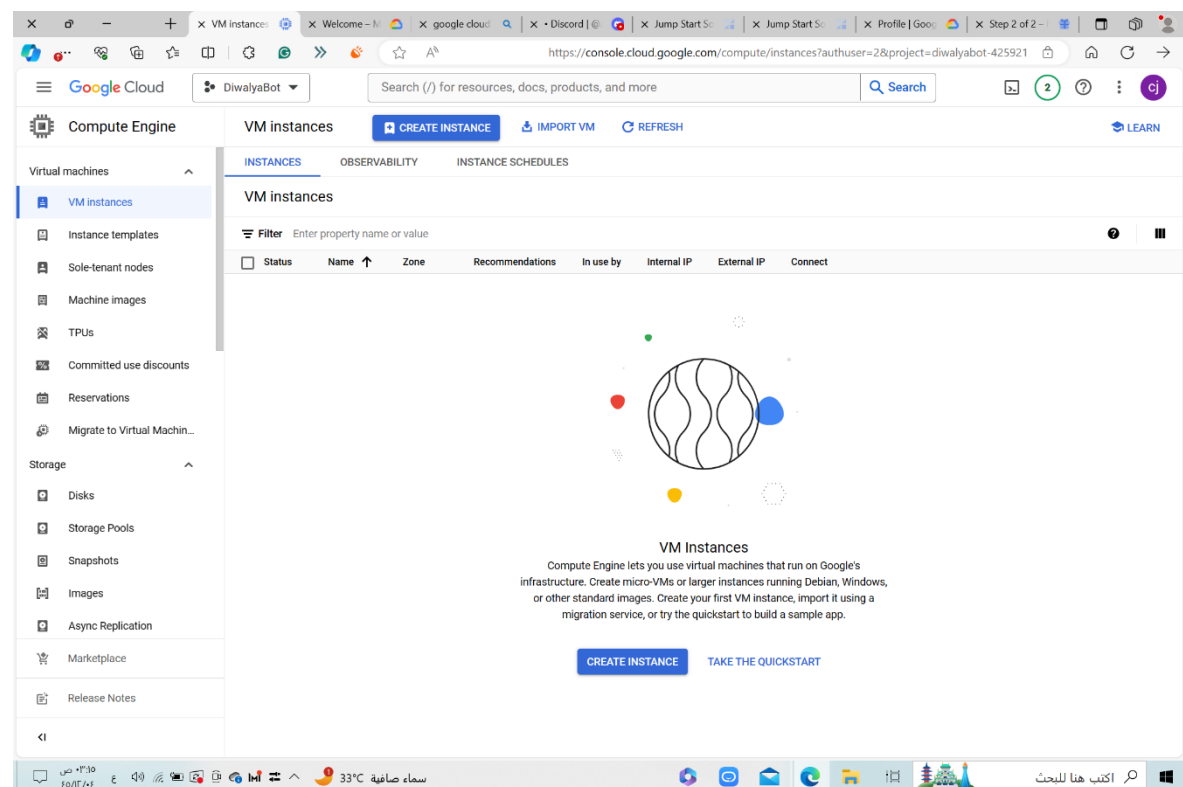 VM instances
Welcome – M
google cloud
• Discord | @
Jump Start So
Jump Start So
Profile | Goog
Step 2 of 2 –
https://console.cloud.google.com/compute/instances?authuser=2&project=diwalyabot-425921
Google Cloud
DiwalyaBot
Search (/) for resources, docs, products, and more
Search
2
cj
Compute Engine
VM instances
CREATE INSTANCE
IMPORT VM
REFRESH
LEARN
Virtual machines
INSTANCES
OBSERVABILITY
INSTANCE SCHEDULES
VM instances
VM instances
Instance templates
Filter Enter property name or value
Sole-tenant nodes
Status Name Zone Recommendations In use by Internal IP External IP Connect
Machine images
TPUs
Committed use discounts
Reservations
Migrate to Virtual Machin...
Storage
Disks
Storage Pools
Snapshots
Images
Async Replication
Marketplace
Release Notes
VM Instances
Compute Engine lets you use virtual machines that run on Google's
infrastructure. Create micro-VMs or larger instances running Debian, Windows,
or other standard images. Create your first VM instance, import it using a
migration service, or try the quickstart to build a sample app.
CREATE INSTANCE
TAKE THE QUICKSTART
ع
33°C سماء صافية
اكتب هنا للبحث